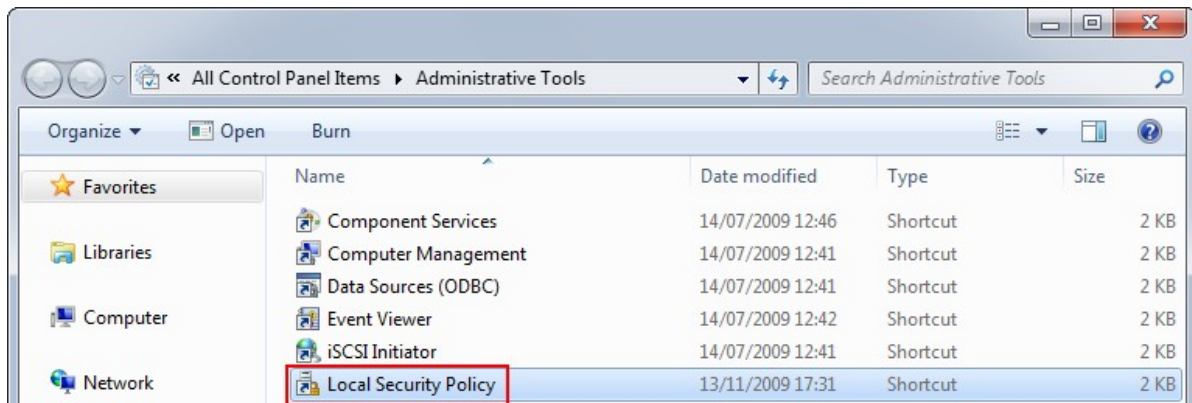 « All Control Panel Items ▸ Administrative Tools Search Administrative Tools
Organize Open Burn
Favorites Name Date modified Type Size
Component Services 14/07/2009 12:46 Shortcut 2 KB
Libraries Computer Management 14/07/2009 12:41 Shortcut 2 KB
Data Sources (ODBC) 14/07/2009 12:41 Shortcut 2 KB
Computer Event Viewer 14/07/2009 12:42 Shortcut 2 KB
iSCSI Initiator 14/07/2009 12:41 Shortcut 2 KB
Network Local Security Policy 13/11/2009 17:31 Shortcut 2 KB